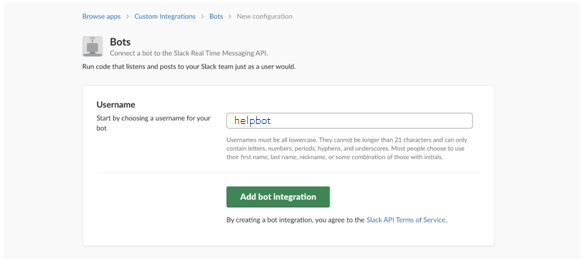 Browse apps > Custom Integrations > Bots > New configuration
Bots
Connect a bot to the Slack Real Time Messaging API.
Run code that listens and posts to your Slack team just as a user would.
Username
Start by choosing a username for your
bot
helpbot
Usernames must be all lowercase. They cannot be longer than 21 characters and can only
contain letters, numbers, periods, hyphens, and underscores. Most people choose to use
their first name, last name, nickname, or some combination of those with initials.
Add bot integration
By creating a bot integration, you agree to the Slack API Terms of Service.